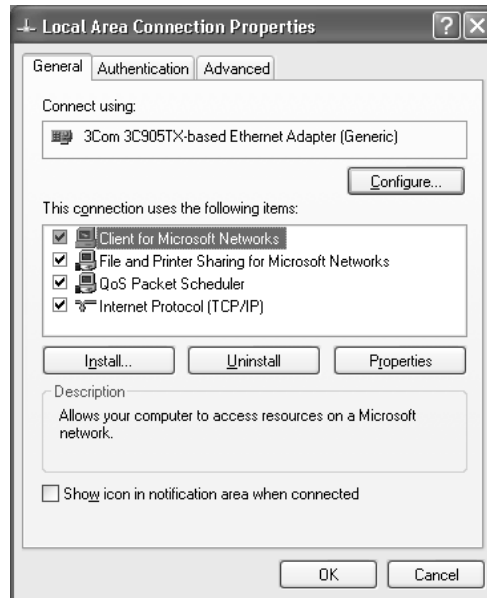 Local Area Connection Properties
General Authentication Advanced
Connect using:
3Com 3C905TX-based Ethernet Adapter (Generic)
Configure...
This connection uses the following items:
Client for Microsoft Networks
File and Printer Sharing for Microsoft Networks
QoS Packet Scheduler
Internet Protocol (TCP/IP)
Install... Uninstall Properties
Description
Allows your computer to access resources on a Microsoft
network.
Show icon in notification area when connected
OK Cancel